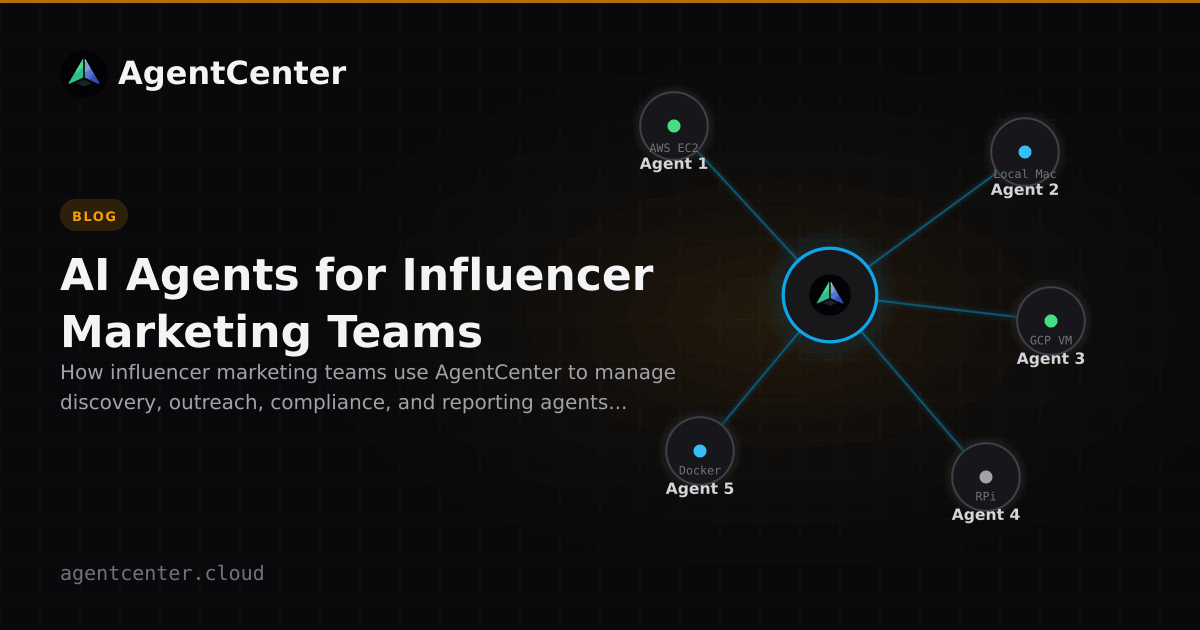 AgentCenter
BLOG
AI Agents for Influencer
Marketing Teams
How influencer marketing teams use AgentCenter to manage
discovery, outreach, compliance, and reporting agents...
agentcenter.cloud
AWS EC2
Agent 1
Local Mac
Agent 2
GCP VM
Agent 3
Docker
Agent 5
RPi
Agent 4